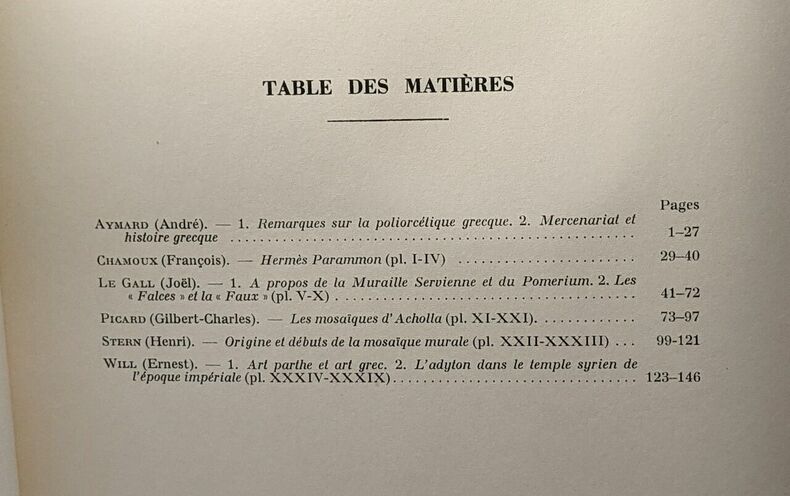 TABLE DES MATIÈRES
Pages
AYMARD (André). — 1. Remarques sur la poliorcétique grecque. 2. Mercenariat et
histoire grecque ........................................................ 1–27
CHAMOUX (François). — Hermès Parammon (pl. I-IV) ........................ 29–40
LE GALL (Joël). — 1. A propos de la Muraille Servienne et du Pomerium. 2. Les
« Falces » et la « Faux » (pl. V-X) ........................................ 41–72
PICARD (Gilbert-Charles). — Les mosaïques d'Acholla (pl. XI-XXI). ............. 73–97
STERN (Henri). — Origine et débuts de la mosaïque murale (pl. XXII-XXXIII) ... 99-121
WILL (Ernest). — 1. Art parthe et art grec. 2. L'adyton dans le temple syrien de
l'époque impériale (pl. XXXIV-XXXIX) ................................. 123–146